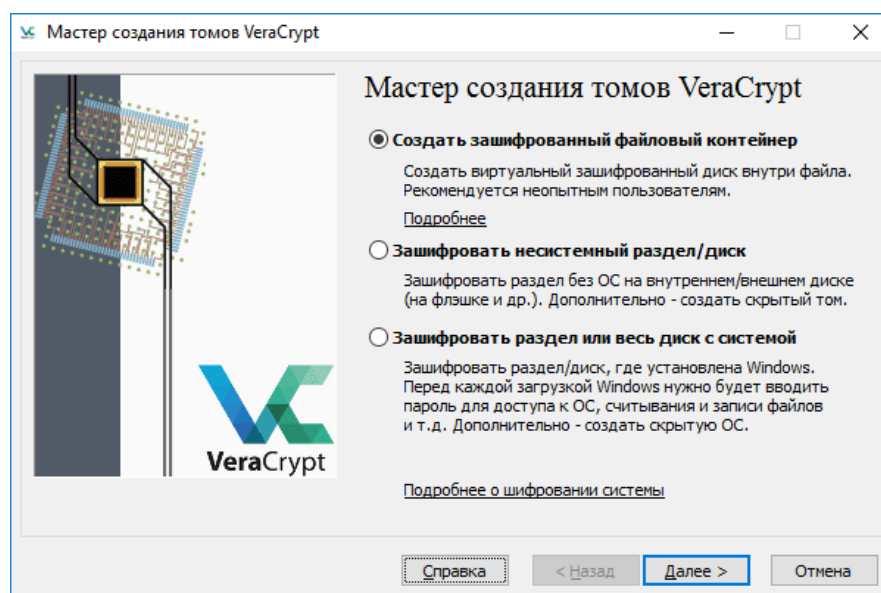 Мастер создания томов VeraCrypt
Мастер создания томов VeraCrypt
Создать зашифрованный файловый контейнер
Создать виртуальный зашифрованный диск внутри файла.
Рекомендуется неопытным пользователям.
Подробнее
Зашифровать несистемный раздел/диск
Зашифровать раздел без ОС на внутреннем/внешнем диске
(на флэшке и др.). Дополнительно - создать скрытый том.
Зашифровать раздел или весь диск с системой
Зашифровать раздел/диск, где установлена Windows.
Перед каждой загрузкой Windows нужно будет вводить
пароль для доступа к ОС, считывания и записи файлов
и т.д. Дополнительно - создать скрытую ОС.
VeraCrypt
Подробнее о шифровании системы
Справка
< Назад
Далее >
Отмена